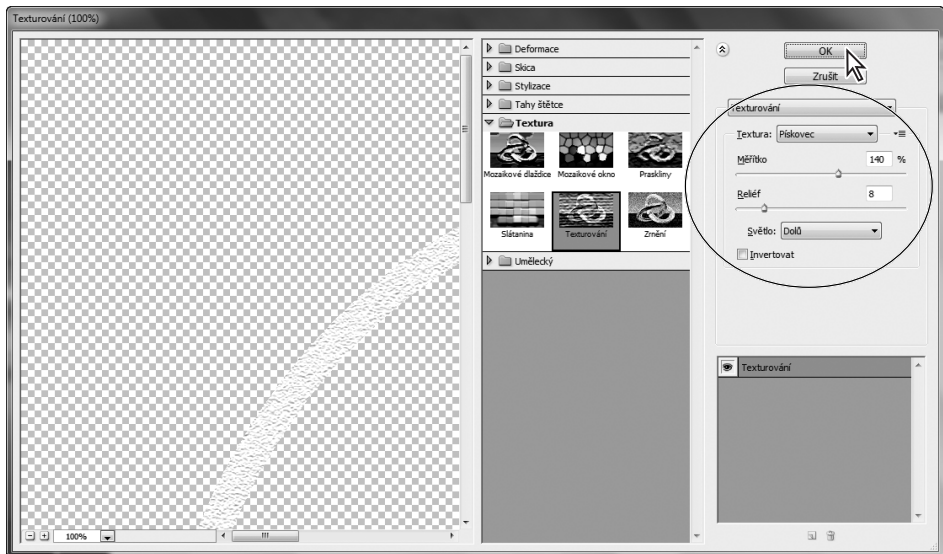 Texturování (100%)
Deformace
Skica
Stylizace
Tahy štětce
Textura
Mozaikové dlaždice
Mozaikové okno
Praskliny
Slátanina
Texturování
Zrnění
Umělecký
OK
Zrušit
Texturování
Textura: Pískovec
Měřítko 140 %
Reliéf 8
Světlo: Dolů
Invertovat
Texturování
100%